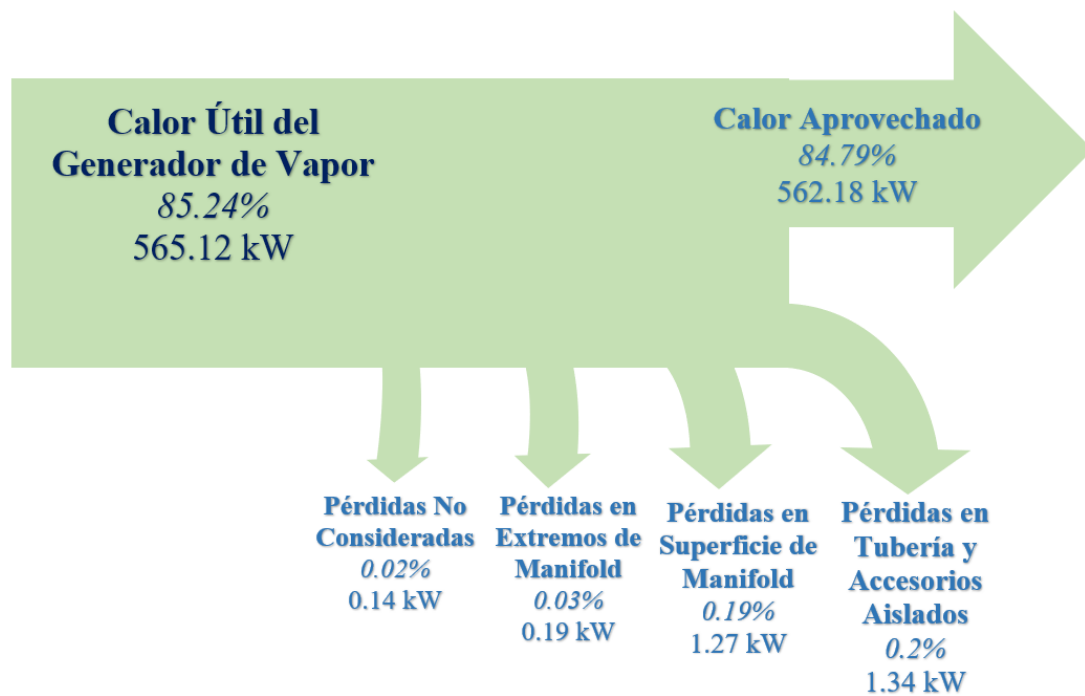 Calor Útil del
Generador de Vapor
85.24%
565.12 kW
Calor Aprovechado
84.79%
562.18 kW
Pérdidas No
Consideradas
0.02%
0.14 kW
Pérdidas en
Extremos de
Manifold
0.03%
0.19 kW
Pérdidas en
Superficie de
Manifold
0.19%
1.27 kW
Pérdidas en
Tubería y
Accesorios
Aislados
0.2%
1.34 kW